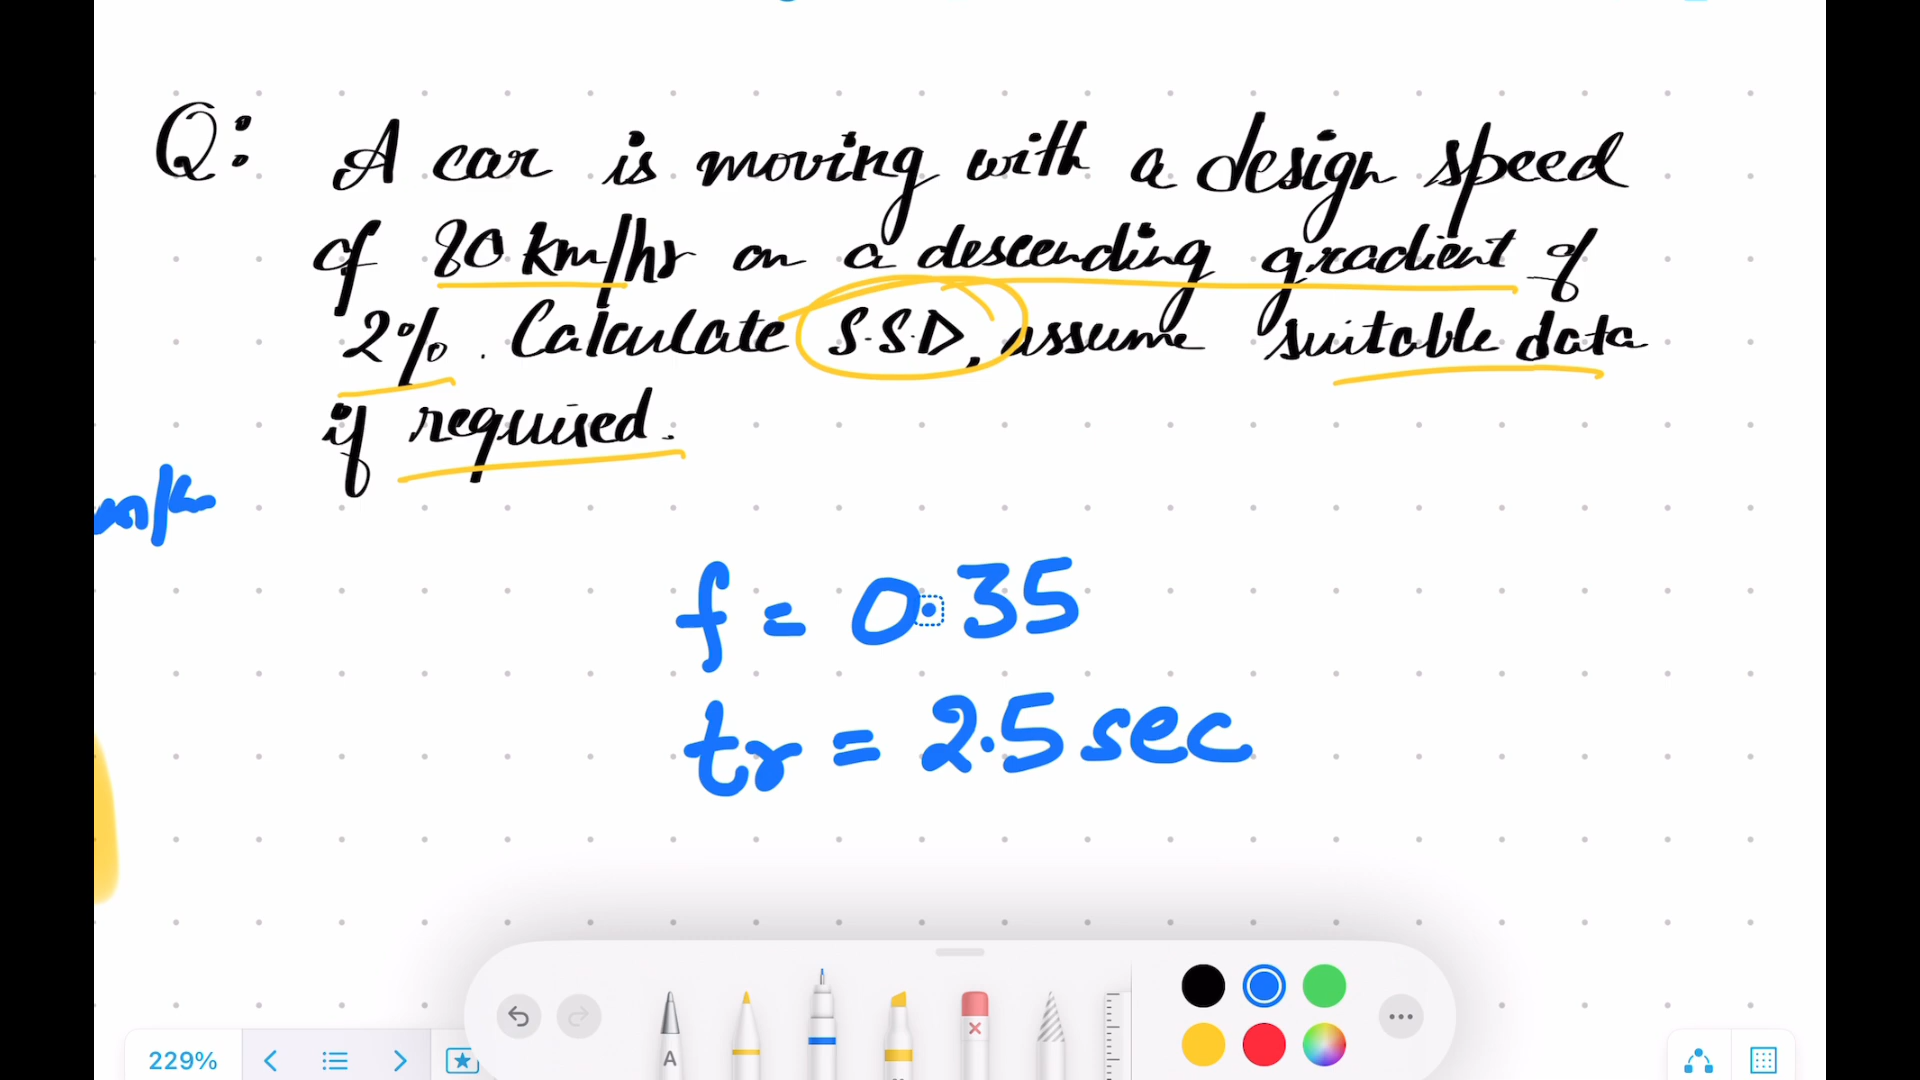 Q: A car is moving with a design speed
of 80 km/hr on a descending gradient of
2%. Calculate S.S.D, assume suitable data
if required.
f = 0.35
tr = 2.5 sec
A
229%